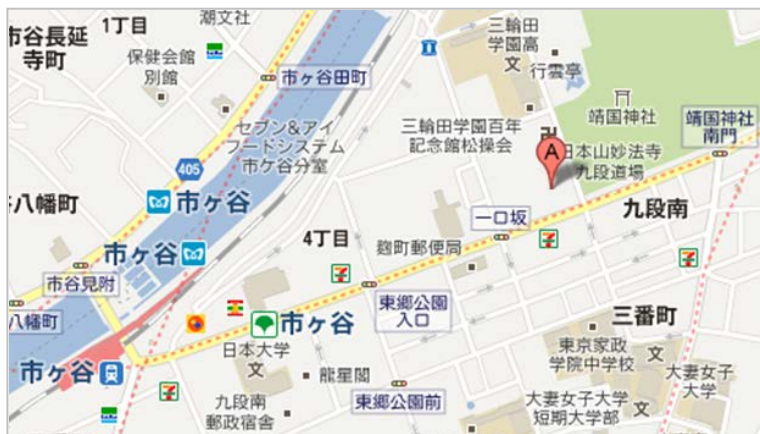 潮文社
1丁目
市谷長延
寺町
保健会館
別館
市ヶ谷田町
三輪田
学園高
文
行雲亭
靖国神社
靖国神社
南門
セブン&アイ
フードシステム
市ケ谷分室
三輪田学園百年
記念館松操会
卍
A
日本山妙法寺
九段道場
405
市ヶ谷
八幡町
市ヶ谷
4丁目
一口坂
九段南
麹町郵便局
市谷見附
八幡町
東郷公園
入口
三番町
市ヶ谷
日本大学
文
東京家政
学院中学校
文
市ヶ谷
龍星閣
東郷公園前
九段南
郵政宿舎
大妻女子大学
短期大学部
文
大妻女子
大学